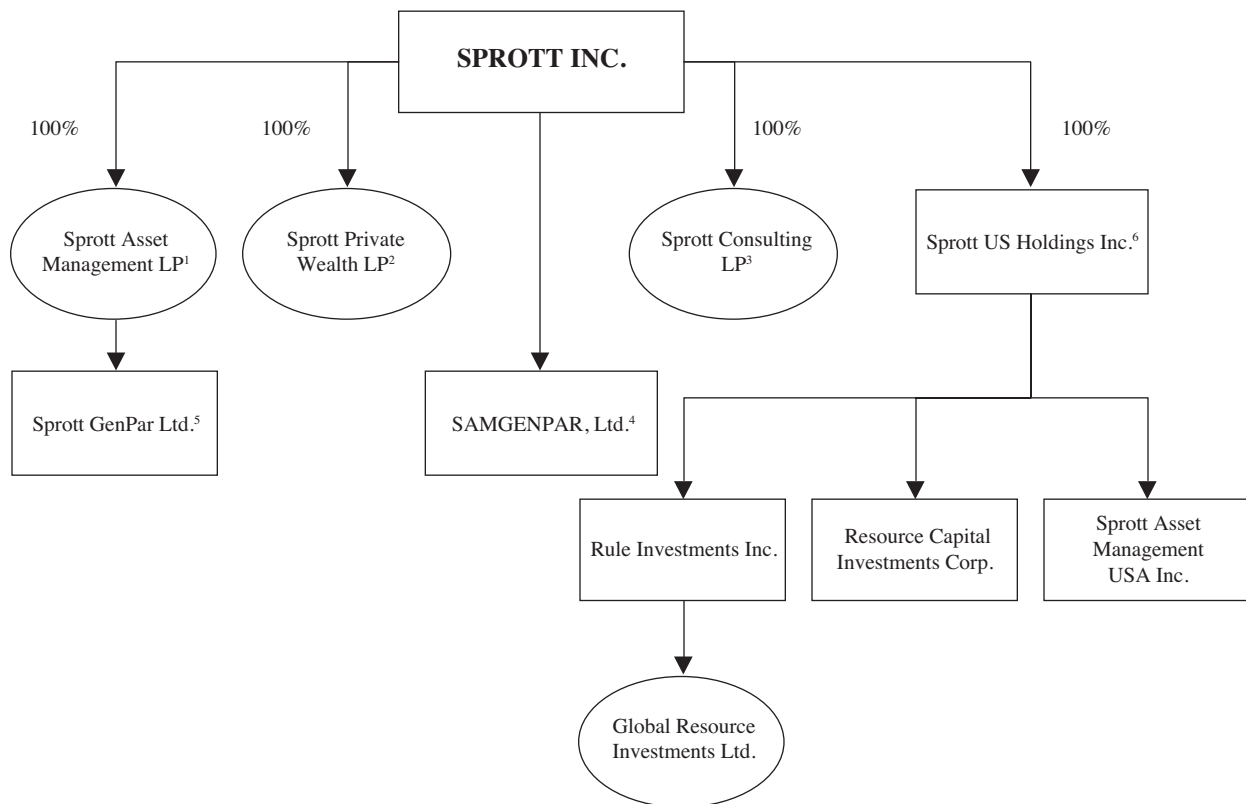 SPROTT INC.
100%
100%
100%
100%
Sprott Asset
Management LP¹
Sprott Private
Wealth LP²
Sprott Consulting
LP³
Sprott US Holdings Inc.⁶
Sprott GenPar Ltd.⁵
SAMGENPAR, Ltd.⁴
Rule Investments Inc.
Resource Capital
Investments Corp.
Sprott Asset
Management
USA Inc.
Global Resource
Investments Ltd.